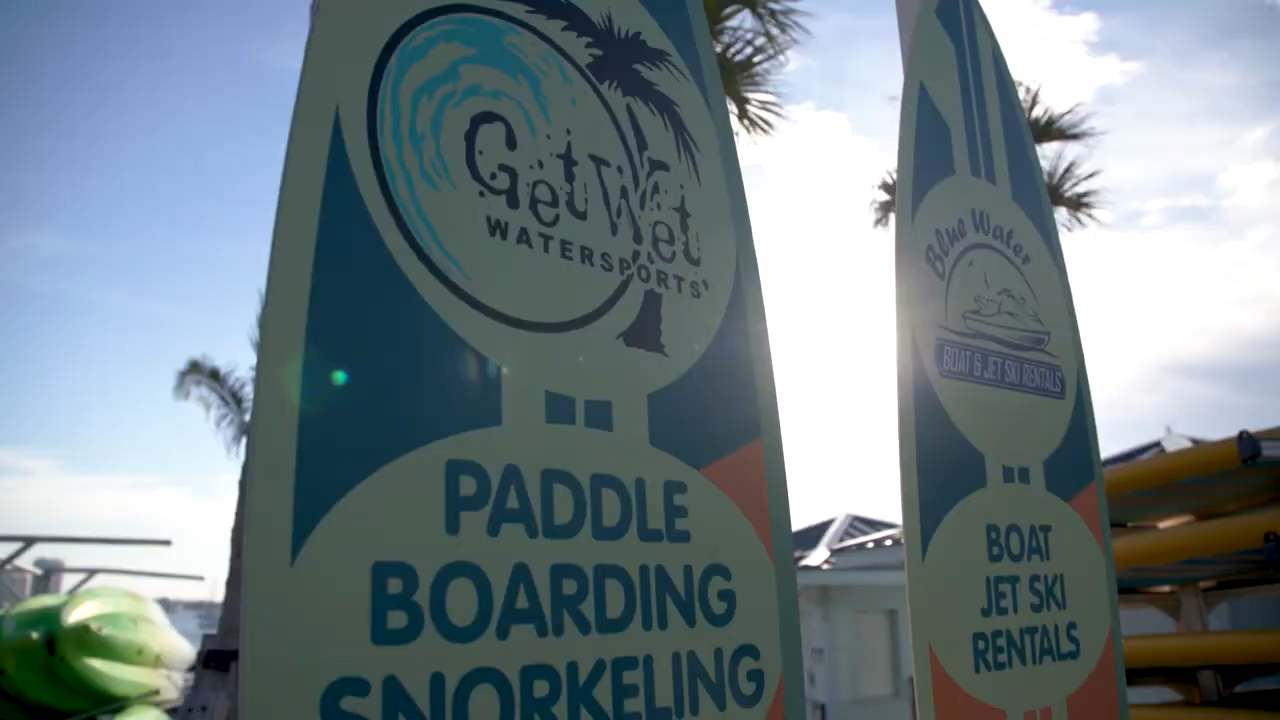 Get Wet
WATERSPORTS
PADDLE
BOARDING
SNORKELING
Blue Water
BOAT & JET SKI RENTALS
BOAT
JET SKI
RENTALS